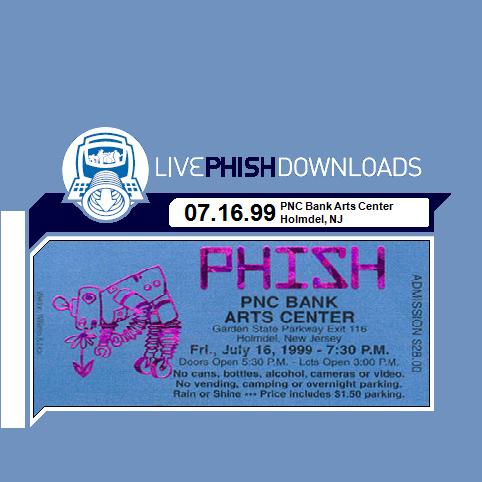 LIVEPHISHDOWNLOADS
07.16.99 PNC Bank Arts Center
Holmdel, NJ
PHISH
PNC BANK
ARTS CENTER
Garden State Parkway Exit 116
Holmdel, New Jersey
Fri., July 16, 1999 - 7:30 P.M.
Doors Open 5:30 P.M. - Lots Open 3:00 P.M.
No cans, bottles, alcohol, cameras or video.
No vending, camping or overnight parking.
Rain or Shine ••• Price includes $1.50 parking.
ADMISSION $28.00